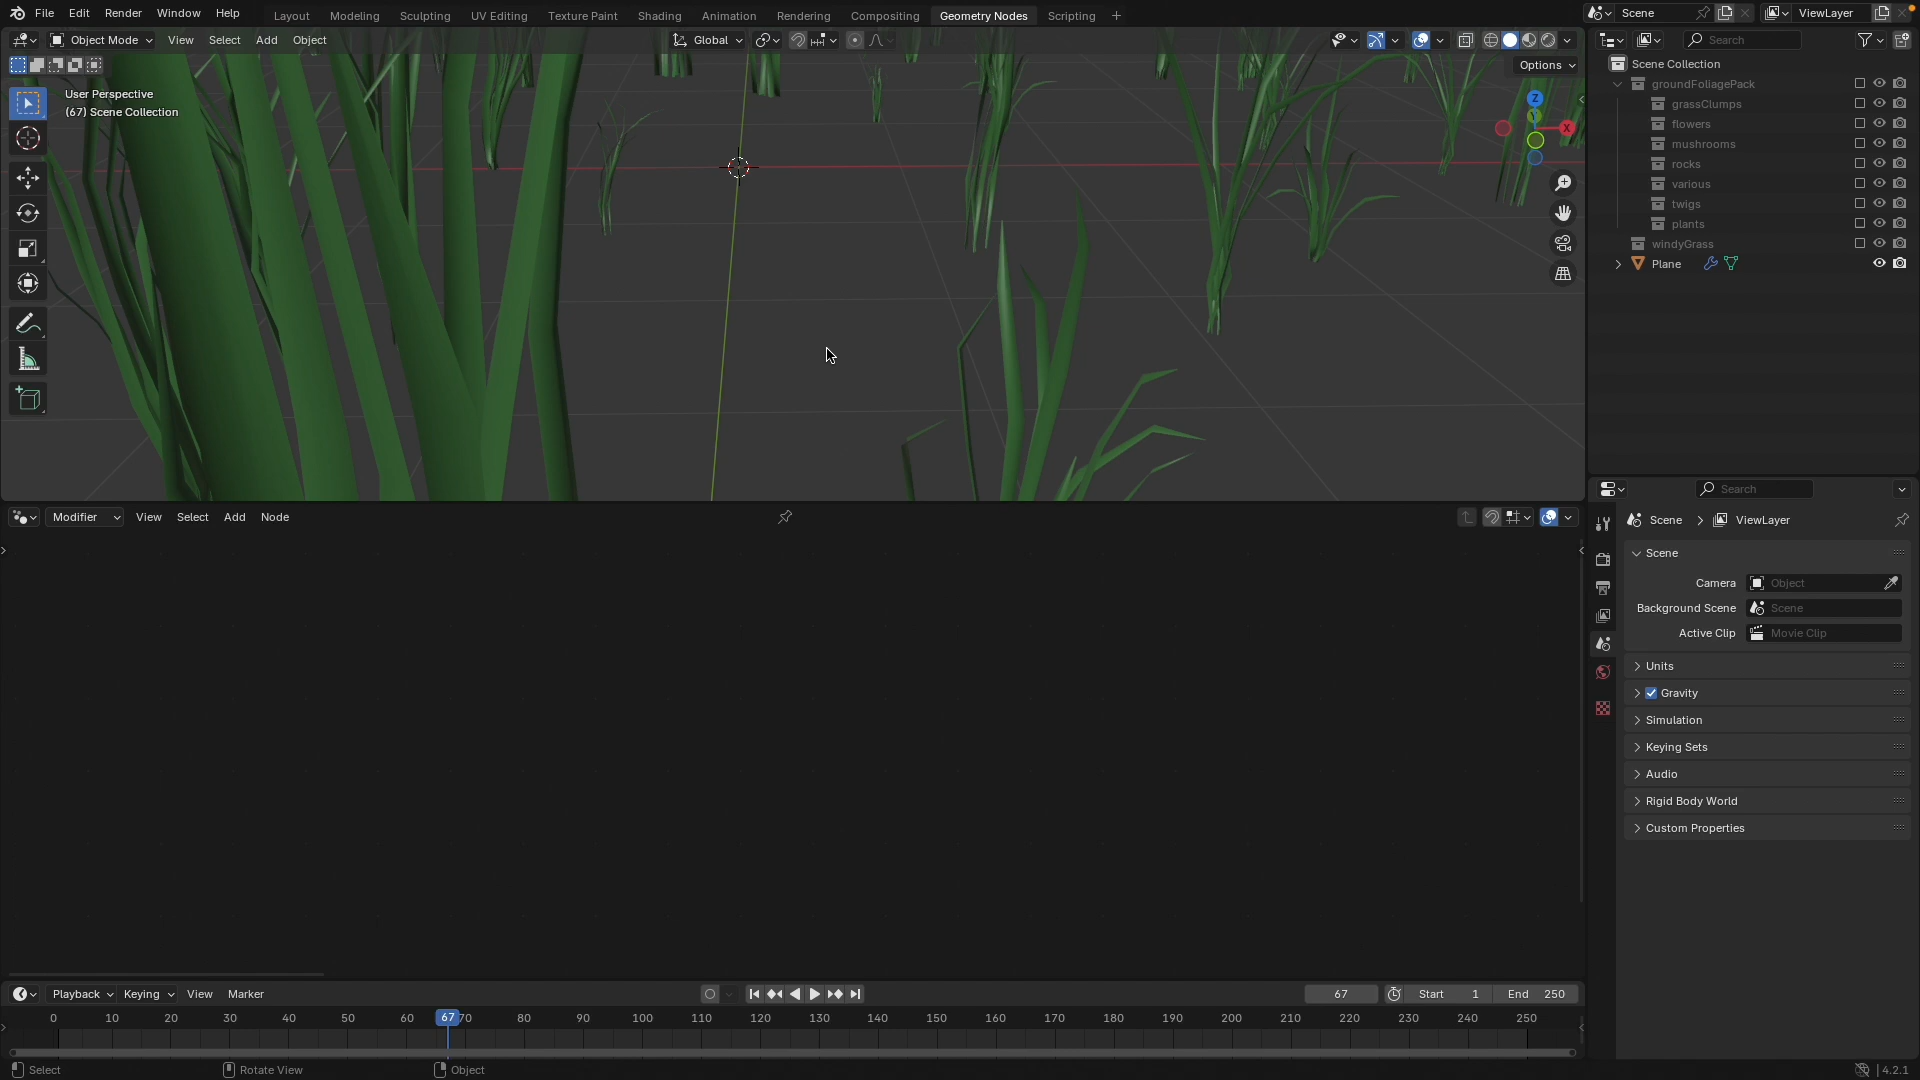 File Edit Render Window Help Layout Modeling Sculpting UV Editing Texture Paint Shading Animation Rendering Compositing Geometry Nodes Scripting + Scene ViewLayer
Object Mode View Select Add Object Global Search
Options
User Perspective
(67) Scene Collection
Z
Y
X
Scene Collection
groundFoliagePack
grassClumps
flowers
mushrooms
rocks
various
twigs
plants
windyGrass
Plane
Modifier View Select Add Node
Search
Scene > ViewLayer
Scene
Camera Object
Background Scene Scene
Active Clip Movie Clip
Units
Gravity
Simulation
Keying Sets
Audio
Rigid Body World
Custom Properties
Playback Keying View Marker 67 Start 1 End 250
0 10 20 30 40 50 60 67 70 80 90 100 110 120 130 140 150 160 170 180 190 200 210 220 230 240 250
Select Rotate View Object 4.2.1